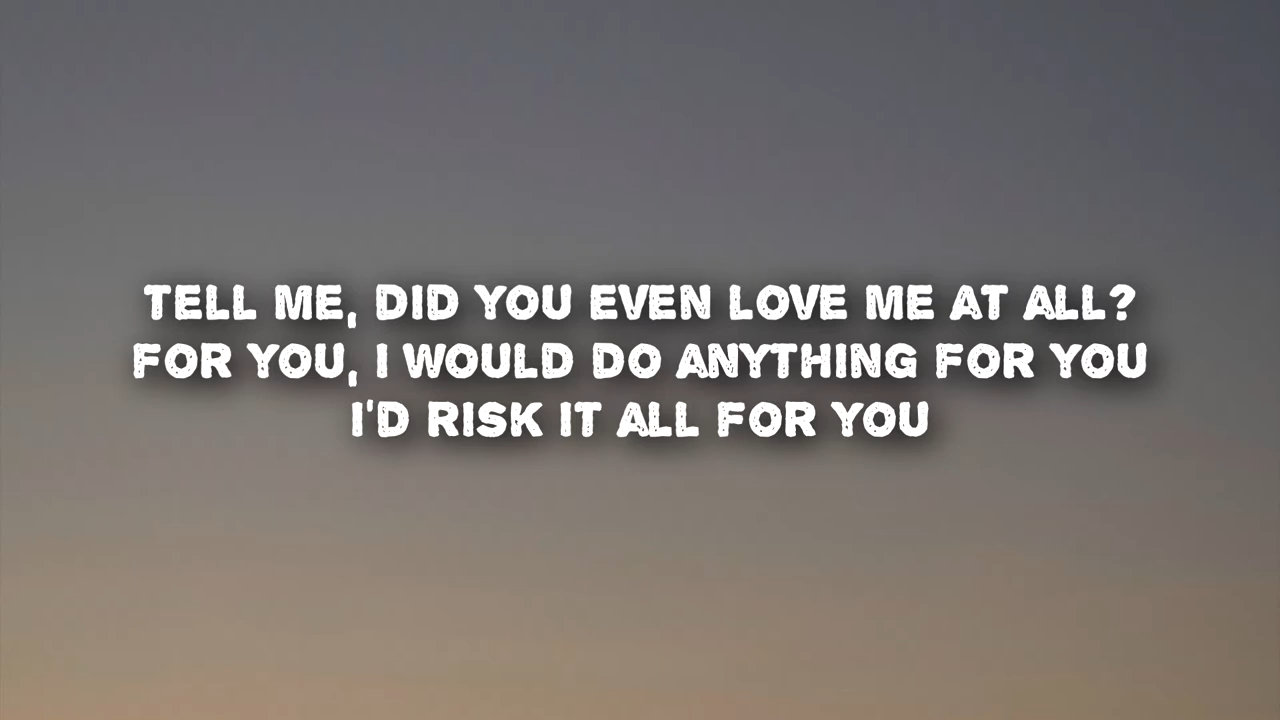 TELL ME, DID YOU EVEN LOVE ME AT ALL?
FOR YOU, I WOULD DO ANYTHING FOR YOU
I'D RISK IT ALL FOR YOU